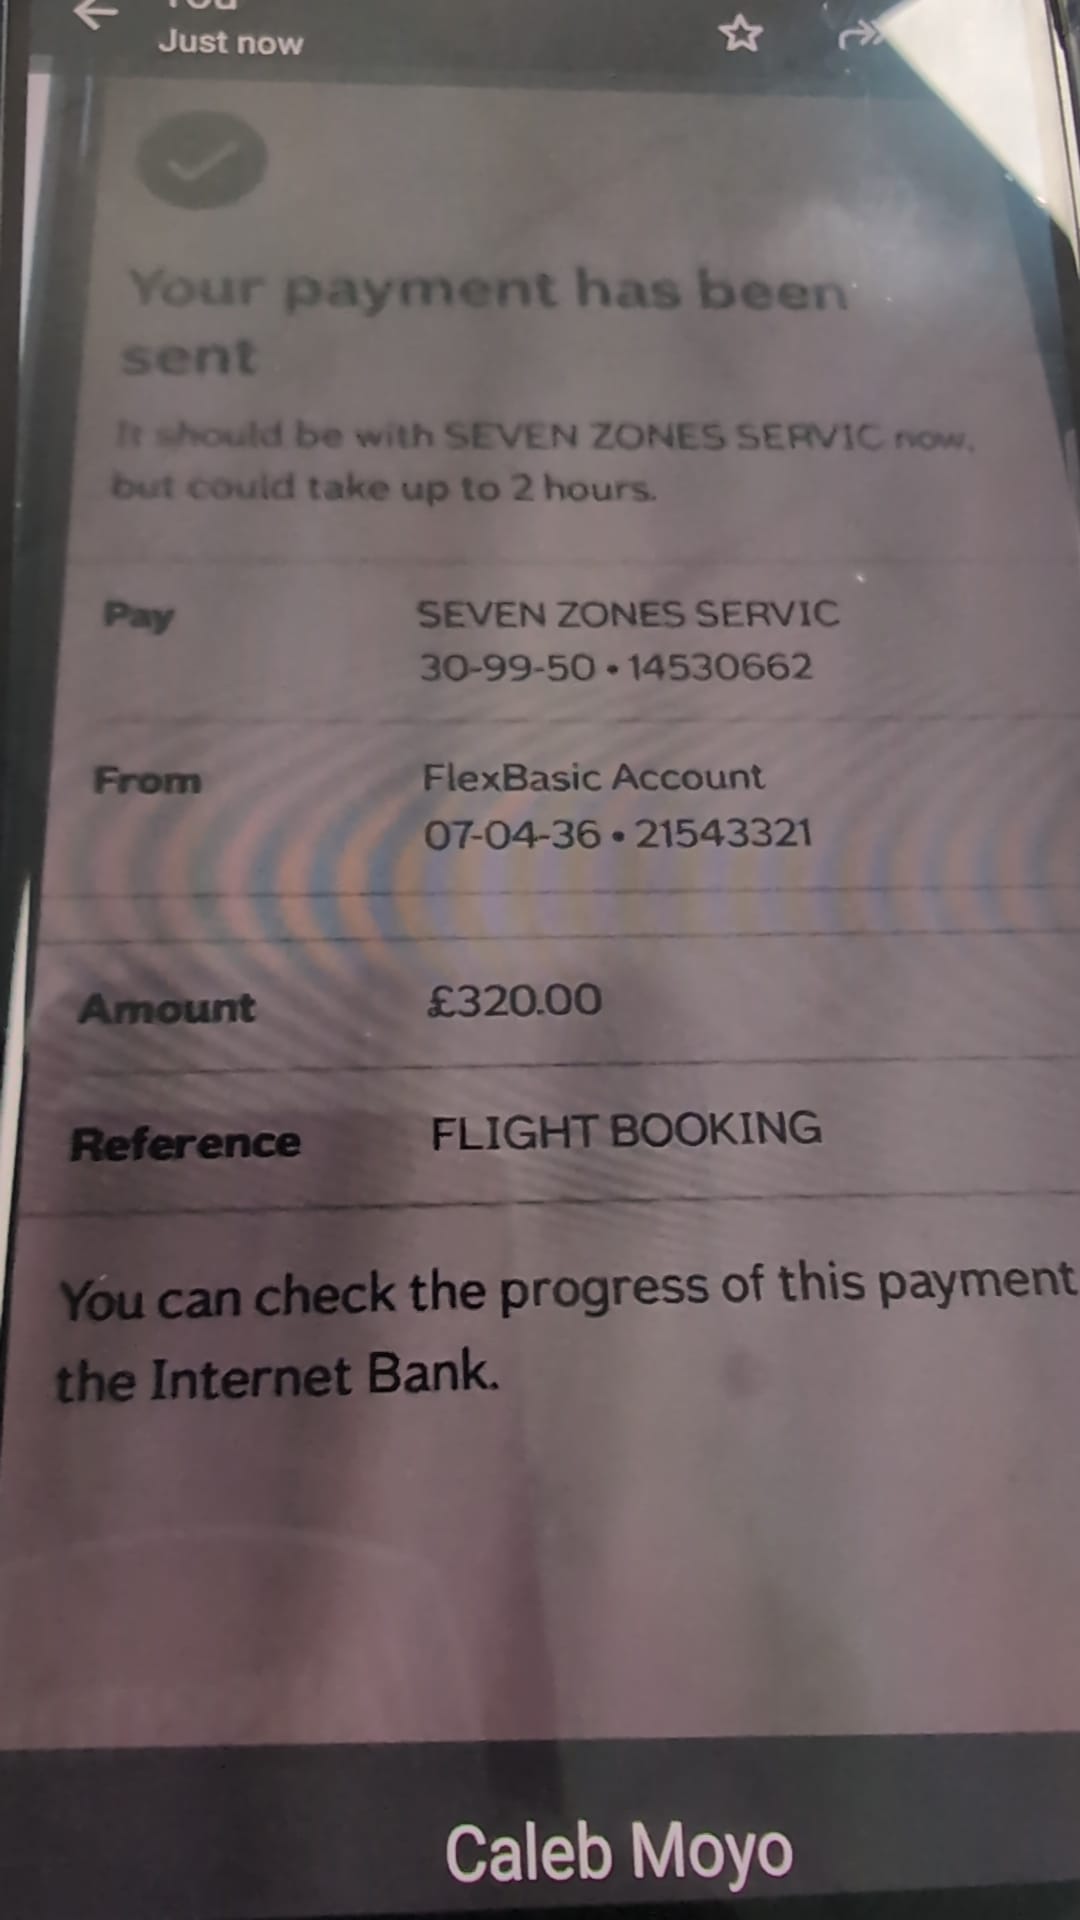 You
Just now
Your payment has been
sent
It should be with SEVEN ZONES SERVIC now,
but could take up to 2 hours.
Pay
SEVEN ZONES SERVIC
30-99-50 • 14530662
From
FlexBasic Account
07-04-36 • 21543321
Amount
£320.00
Reference
FLIGHT BOOKING
You can check the progress of this payment
the Internet Bank.
Caleb Moyo